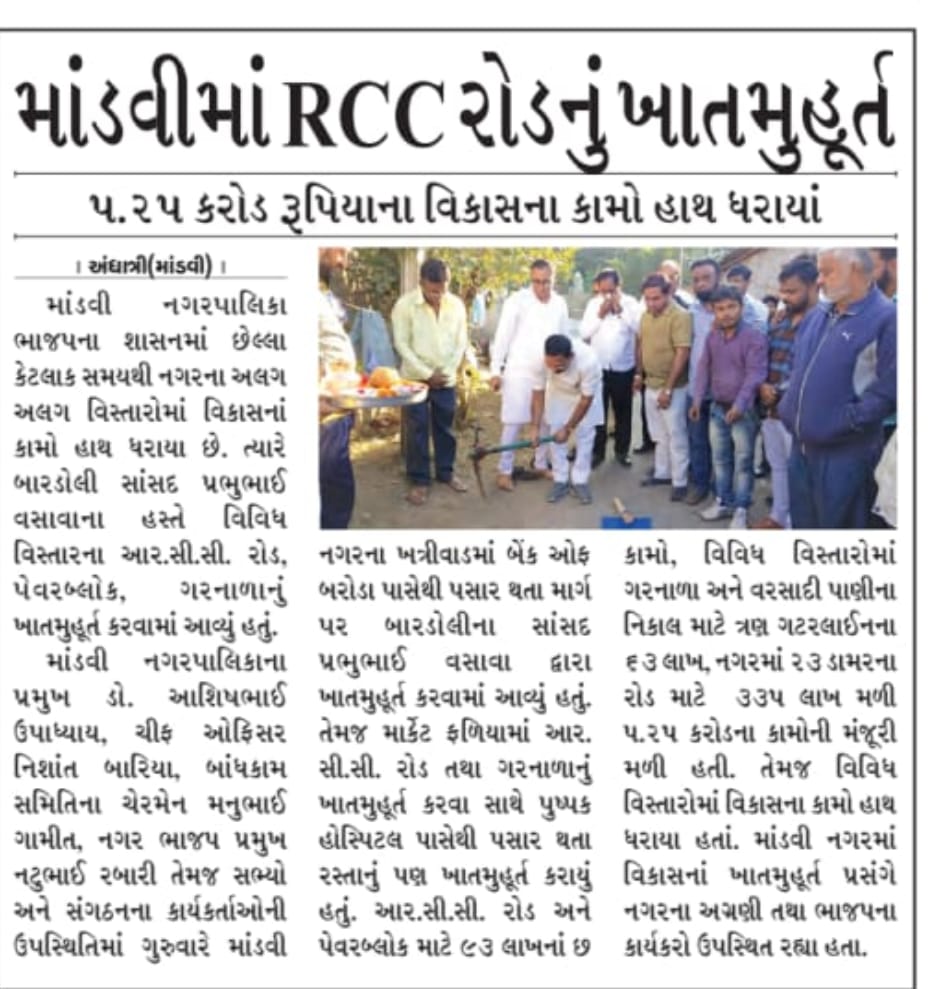 માંડવીમાં RCC રોડનું ખાતમુહૂર્ત
૫.૨૫ કરોડ રૂપિયાના વિકાસના કામો હાથ ધરાયાં
। અંધાત્રી(માંડવી) ।
માંડવી નગરપાલિકા
ભાજપના શાસનમાં છેલ્લા
કેટલાક સમયથી નગરના અલગ
અલગ વિસ્તારોમાં વિકાસનાં
કામો હાથ ધરાયા છે. ત્યારે
બારડોલી સાંસદ પ્રભુભાઈ
વસાવાના હસ્તે વિવિધ
વિસ્તારના આર.સી.સી. રોડ,
પેવરબ્લોક, ગરનાળાનું
ખાતમુહૂર્ત કરવામાં આવ્યું હતું.
માંડવી નગરપાલિકાના
પ્રમુખ ડો. આશિષભાઈ
ઉપાધ્યાય, ચીફ ઓફિસર
નિશાંત બારિયા, બાંધકામ
સમિતિના ચેરમેન મનુભાઈ
ગામીત, નગર ભાજપ પ્રમુખ
નટુભાઈ રબારી તેમજ સભ્યો
અને સંગઠનના કાર્યકર્તાઓની
ઉપસ્થિતિમાં ગુરુવારે માંડવી
નગરના ખત્રીવાડમાં બેંક ઓફ
બરોડા પાસેથી પસાર થતા માર્ગ
પર બારડોલીના સાંસદ
પ્રભુભાઈ વસાવા દ્વારા
ખાતમુહૂર્ત કરવામાં આવ્યું હતું.
તેમજ માર્કેટ ફળિયામાં આર.
સી.સી. રોડ તથા ગરનાળાનું
ખાતમુહૂર્ત કરવા સાથે પુષ્પક
હોસ્પિટલ પાસેથી પસાર થતા
રસ્તાનું પણ ખાતમુહૂર્ત કરાયું
હતું. આર.સી.સી. રોડ અને
પેવરબ્લોક માટે ૯૩ લાખનાં છ
કામો, વિવિધ વિસ્તારોમાં
ગરનાળા અને વરસાદી પાણીના
નિકાલ માટે ત્રણ ગટરલાઈનના
૬૩ લાખ, નગરમાં ૨૩ ડામરના
રોડ માટે ૩૩૫ લાખ મળી
૫.૨૫ કરોડના કામોની મંજૂરી
મળી હતી. તેમજ વિવિધ
વિસ્તારોમાં વિકાસના કામો હાથ
ધરાયા હતાં. માંડવી નગરમાં
વિકાસનાં ખાતમુહૂર્ત પ્રસંગે
નગરના અગ્રણી તથા ભાજપના
કાર્યકરો ઉપસ્થિત રહ્યા હતા.